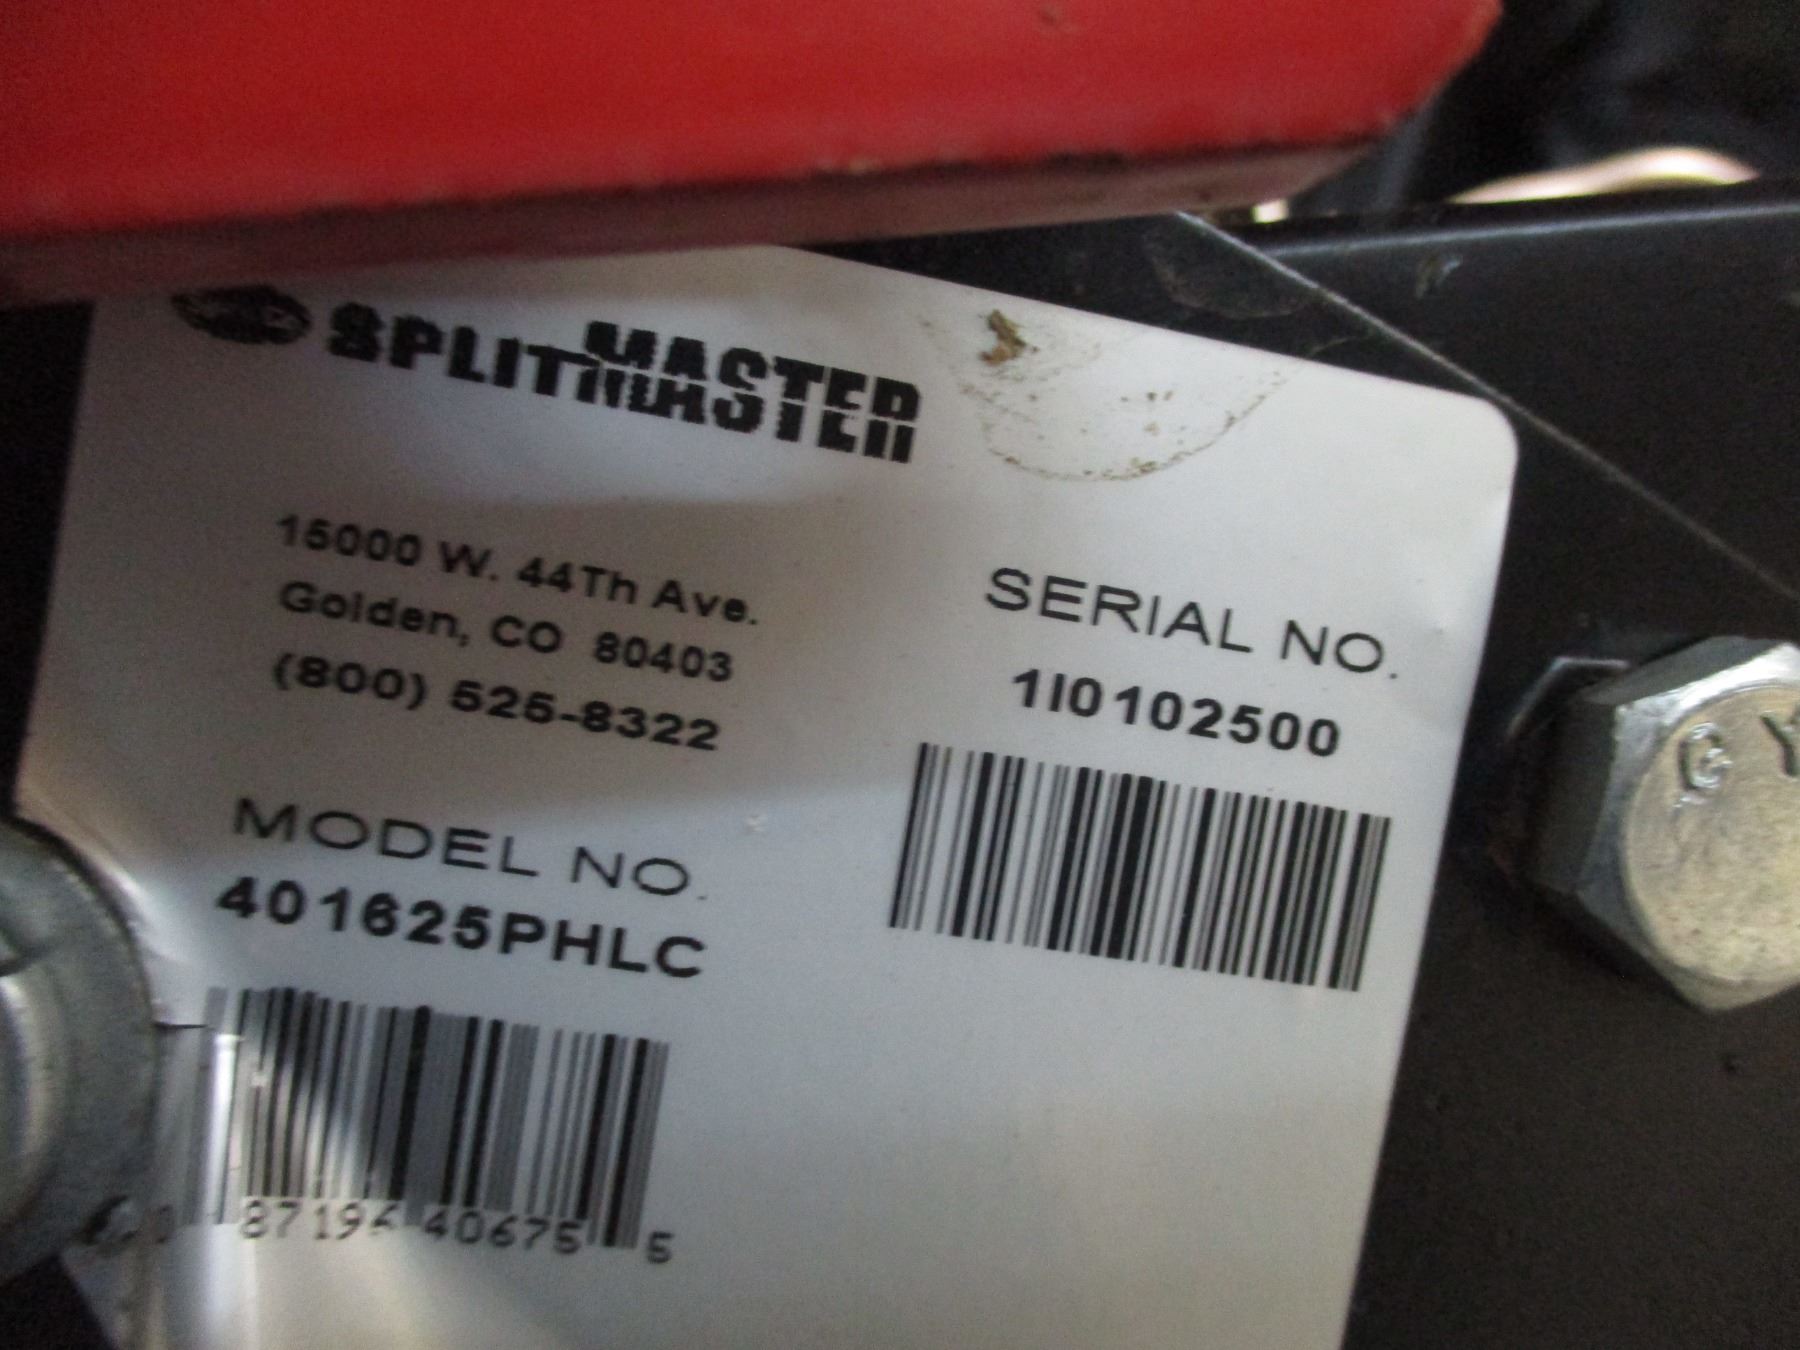 SPLITMASTER
15000 W. 44Th Ave.
Golden, CO 80403
(800) 525-8322
SERIAL NO.
1I0102500
MODEL NO.
401625PHLC
87196 40675 5
G Y